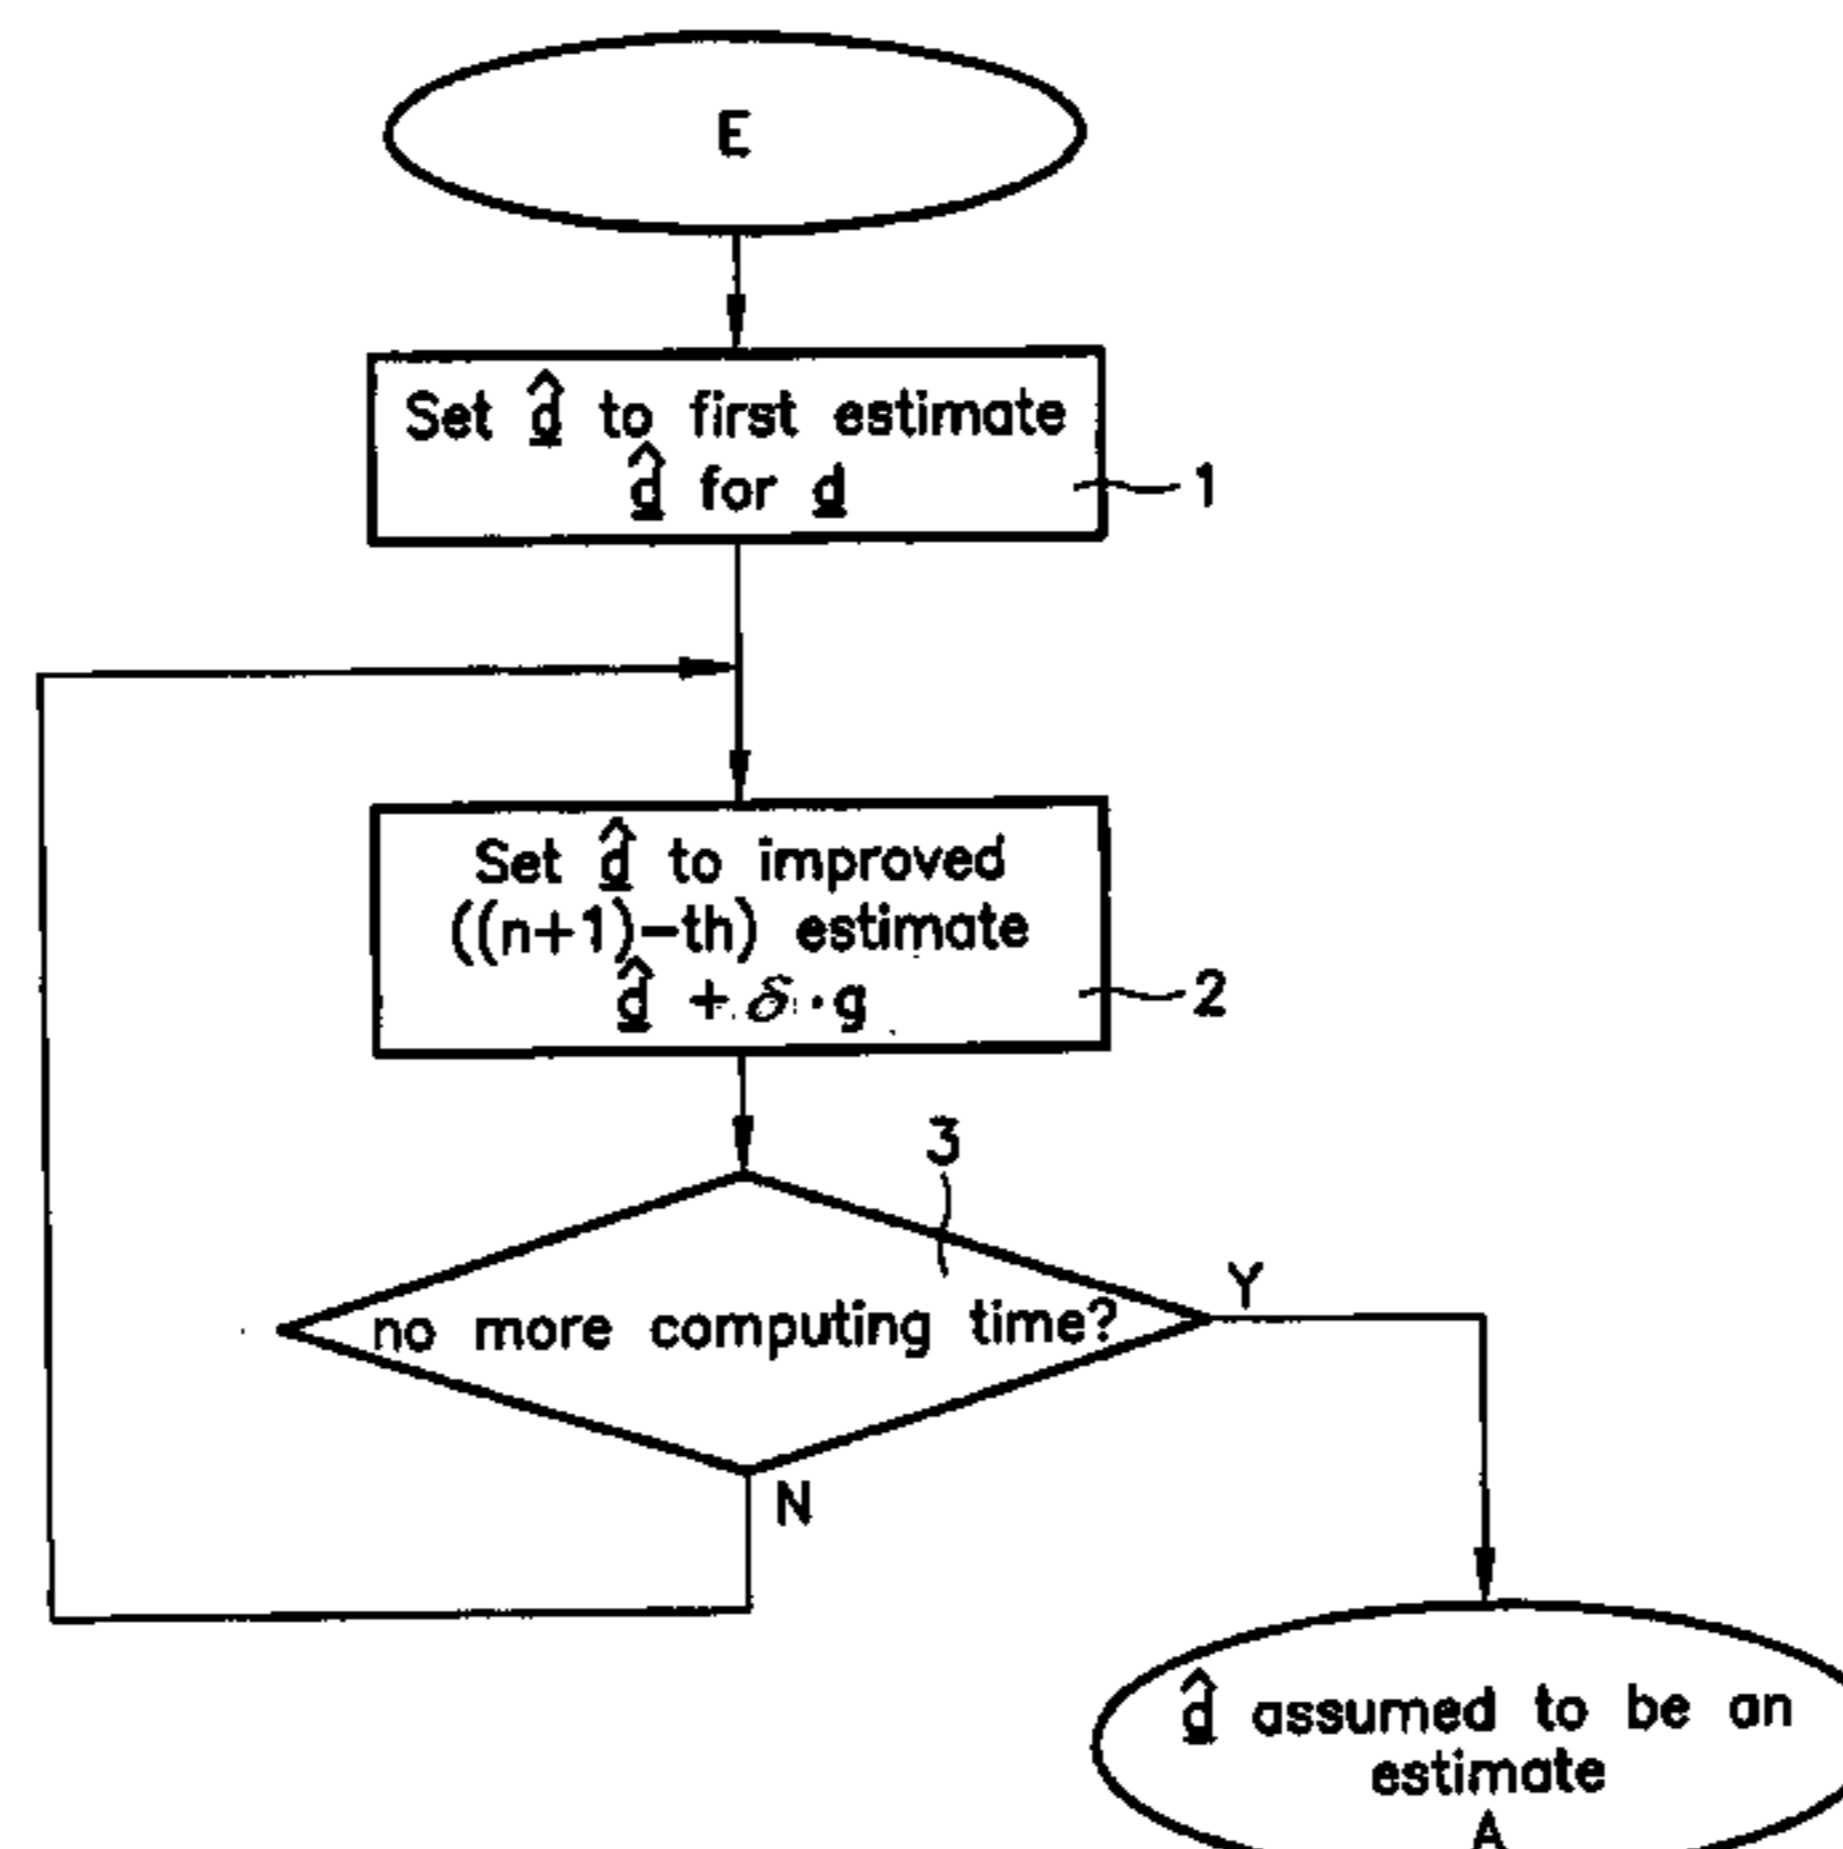 E
Set d̲̂ to first estimate
d̲̂ for d̲
1
Set d̲̂ to improved
((n+1)-th) estimate
d̲̂ + δ · g
2
3
no more computing time?
Y
N
d̲̂ assumed to be an
estimate
A